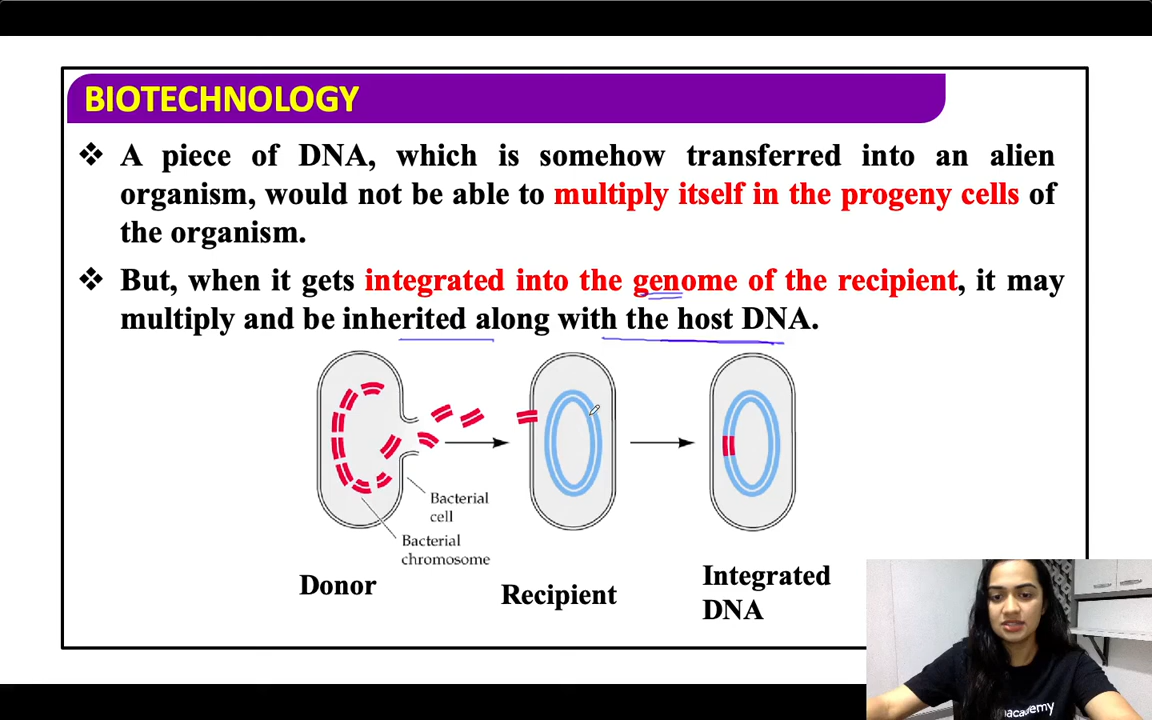 BIOTECHNOLOGY
❖ A piece of DNA, which is somehow transferred into an alien
organism, would not be able to multiply itself in the progeny cells of
the organism.
❖ But, when it gets integrated into the genome of the recipient, it may
multiply and be inherited along with the host DNA.
Bacterial
cell
Bacterial
chromosome
Donor
Recipient
Integrated
DNA
academy